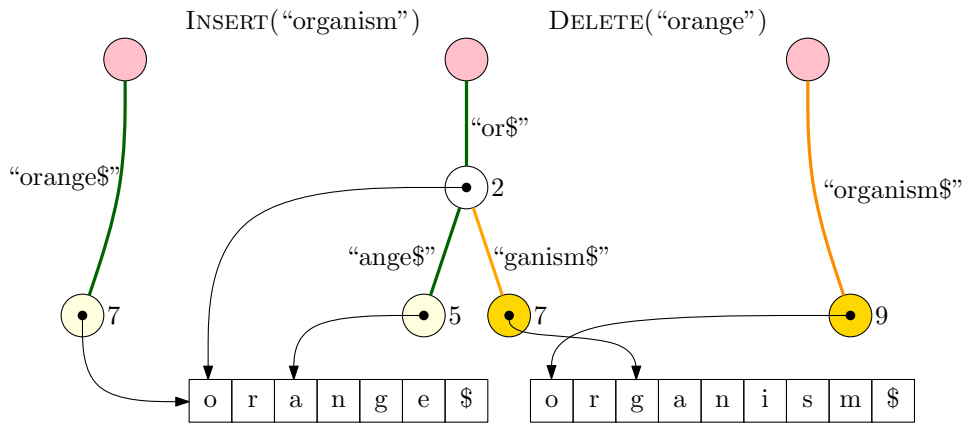 INSERT(“organism”) DELETE(“orange”)
“or$”
“orange$” 2 “organism$”
“ange$” “ganism$”
7 5 7 9
o r a n g e $ o r g a n i s m $